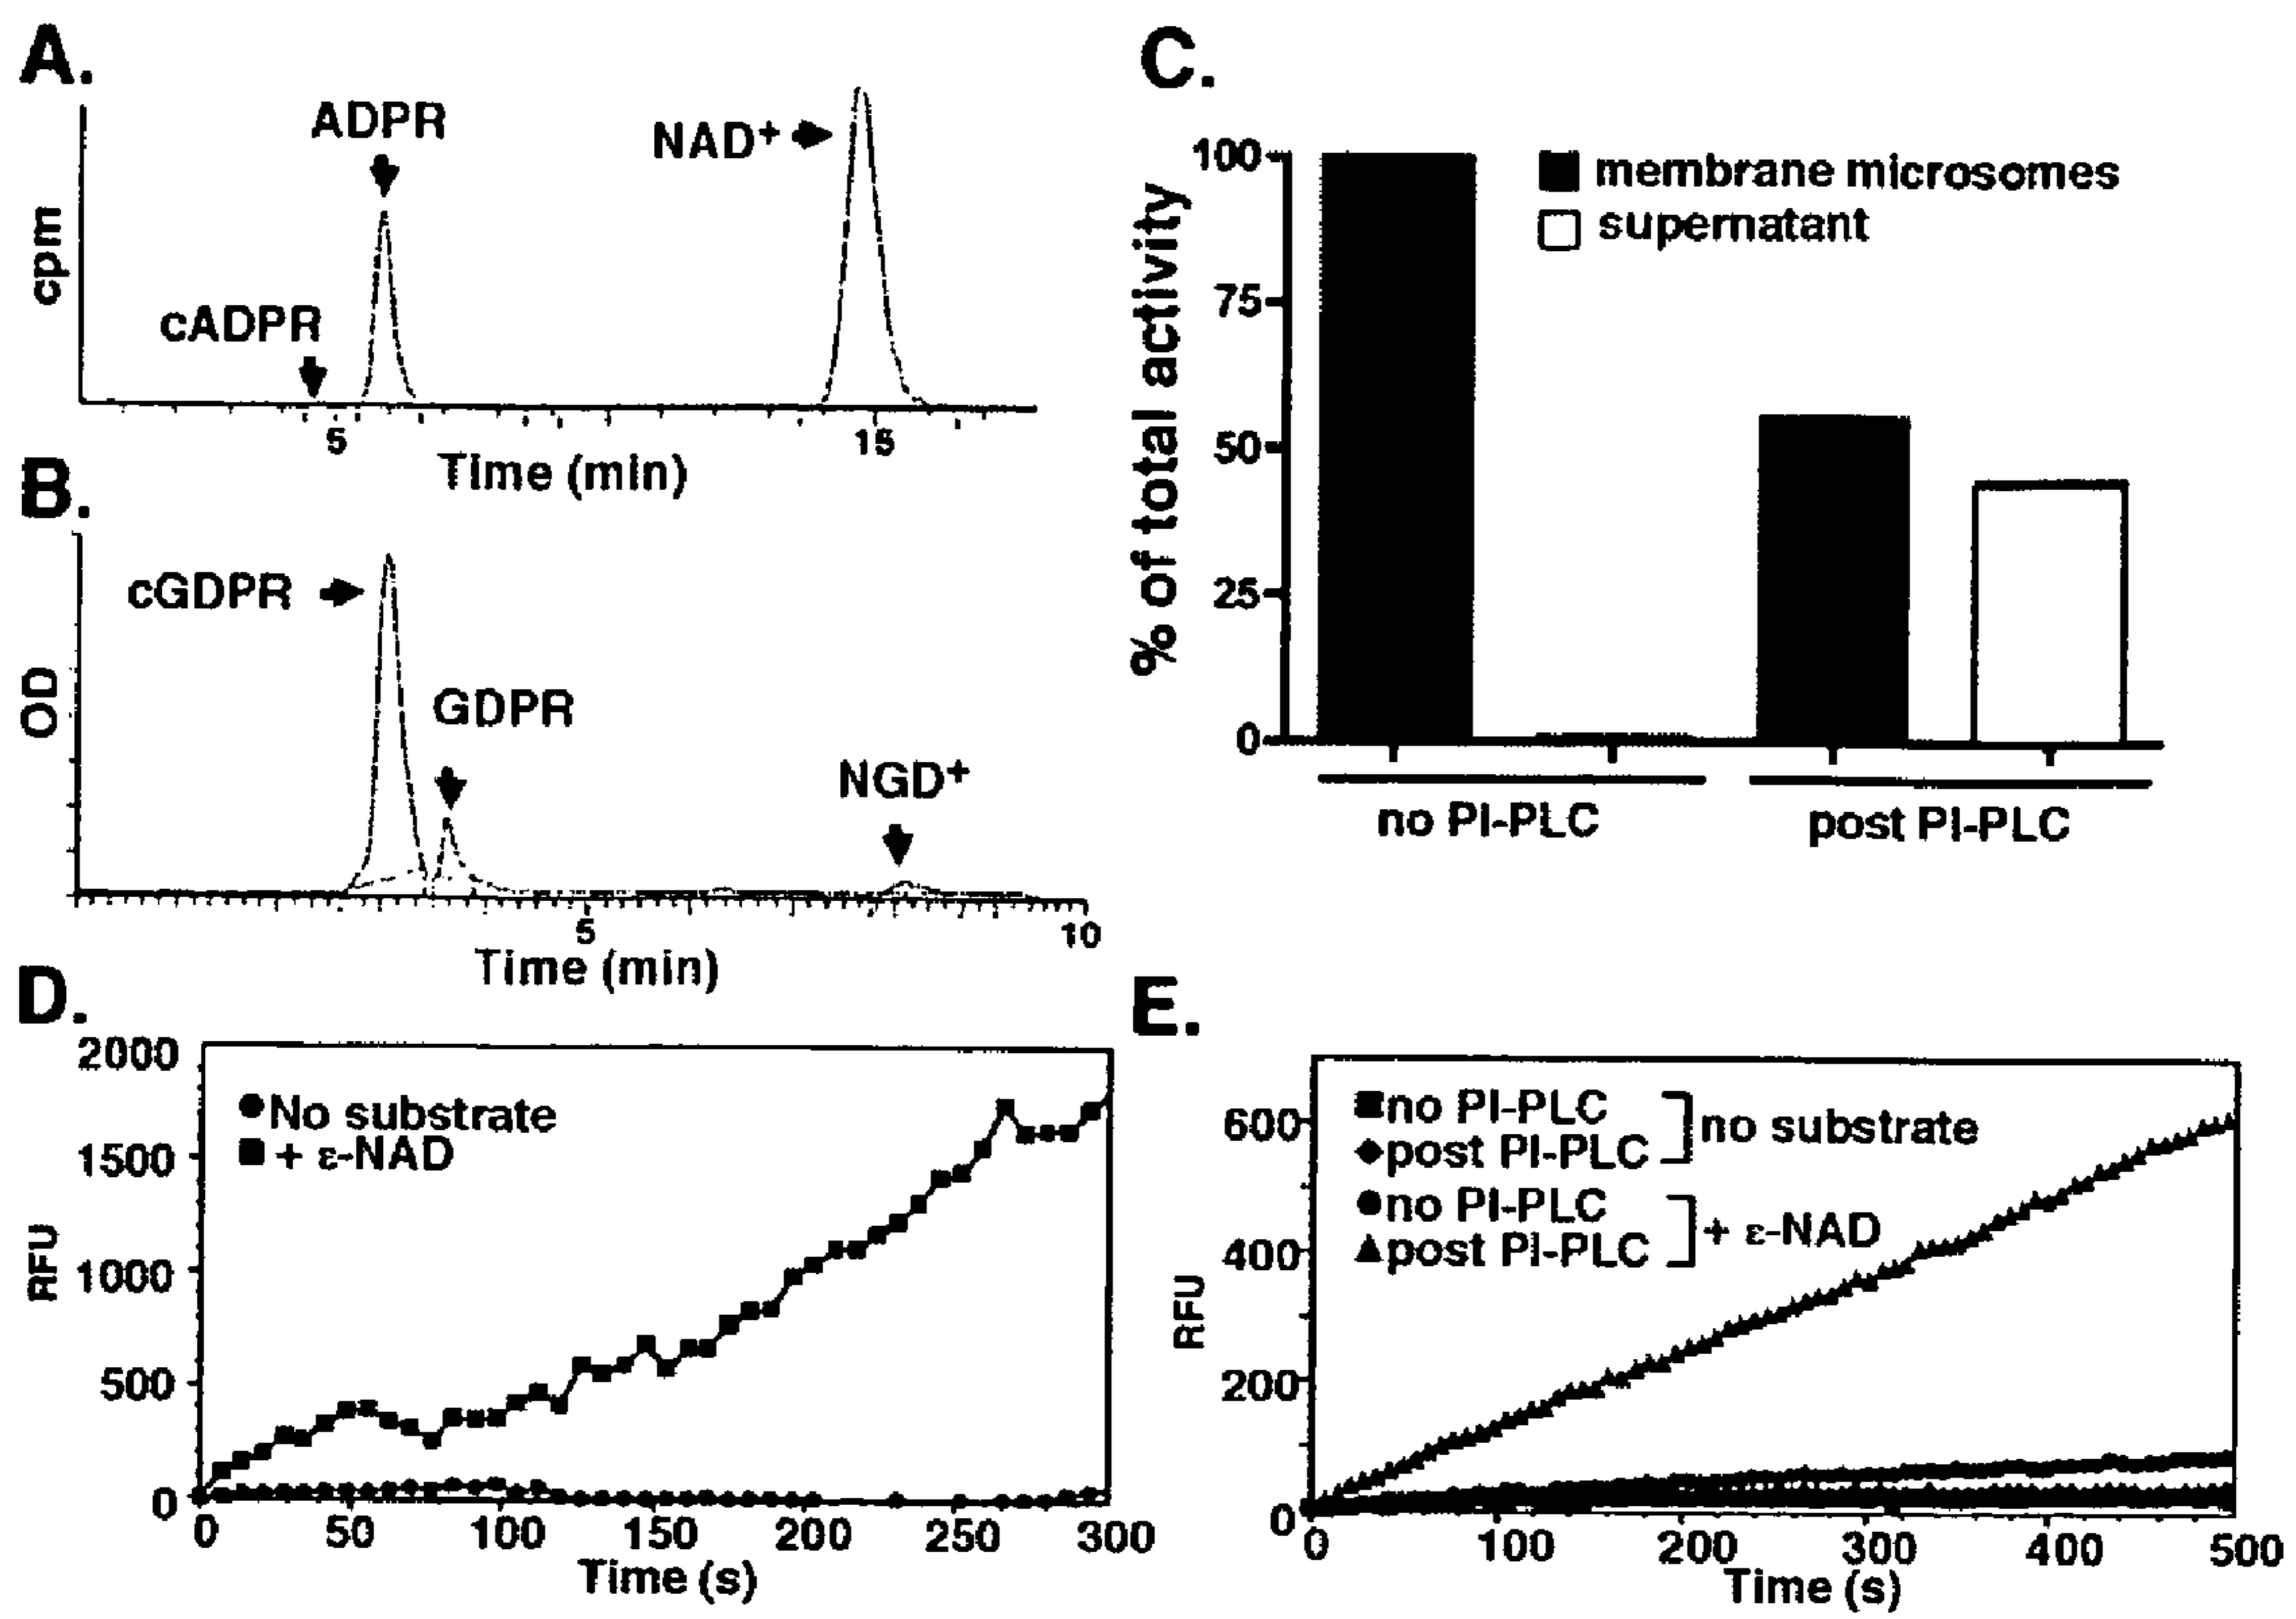 A.
ADPR
NAD+
cADPR
cpm
5
15
Time (min)
B.
cGDPR
GDPR
NGD+
OD
5
10
Time (min)
C.
100
75
50
25
0
% of total activity
membrane microsomes
supernatant
no PI-PLC
post PI-PLC
D.
2000
1500
1000
500
0
RFU
No substrate
+ ε-NAD
0 50 100 150 200 250 300
Time (s)
E.
600
400
200
0
RFU
no PI-PLC
post PI-PLC
no substrate
no PI-PLC
post PI-PLC
+ ε-NAD
0 100 200 300 400 500
Time (s)